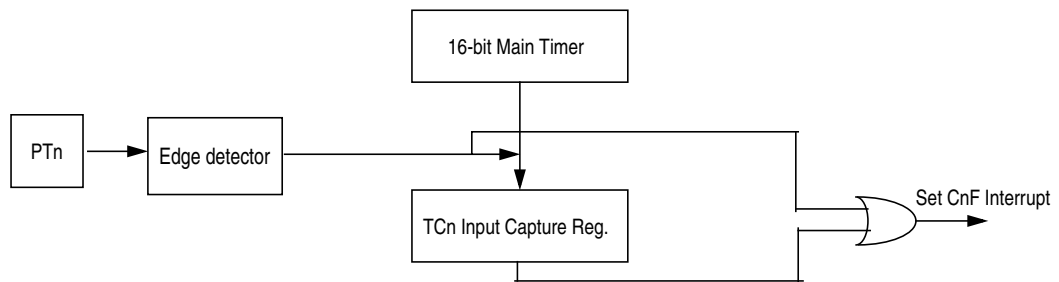 16-bit Main Timer
PTn
Edge detector
TCn Input Capture Reg.
Set CnF Interrupt